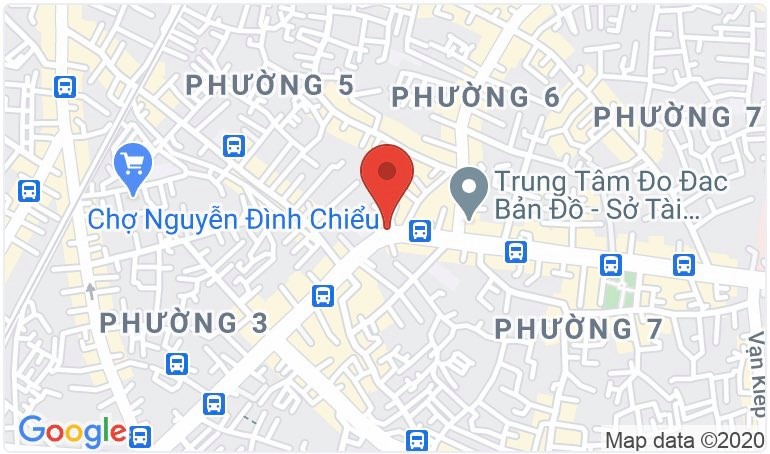 PHƯỜNG 5
PHƯỜNG 6
PHƯỜNG 7
Chợ Nguyễn Đình Chiểu
Trung Tâm Đo Đạc
Bản Đồ - Sở Tài...
PHƯỜNG 3
PHƯỜNG 7
Vạn Kiếp
Google
Map data ©2020